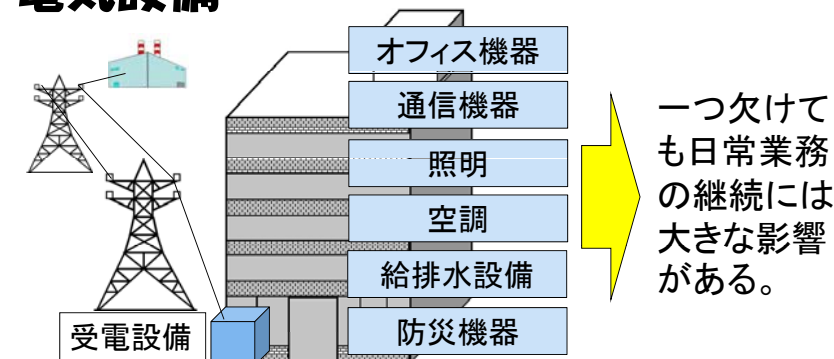 電気設備
オフィス機器
通信機器
照明
空調
給排水設備
防災機器
受電設備
一つ欠けて
も日常業務
の継続には
大きな影響
がある。